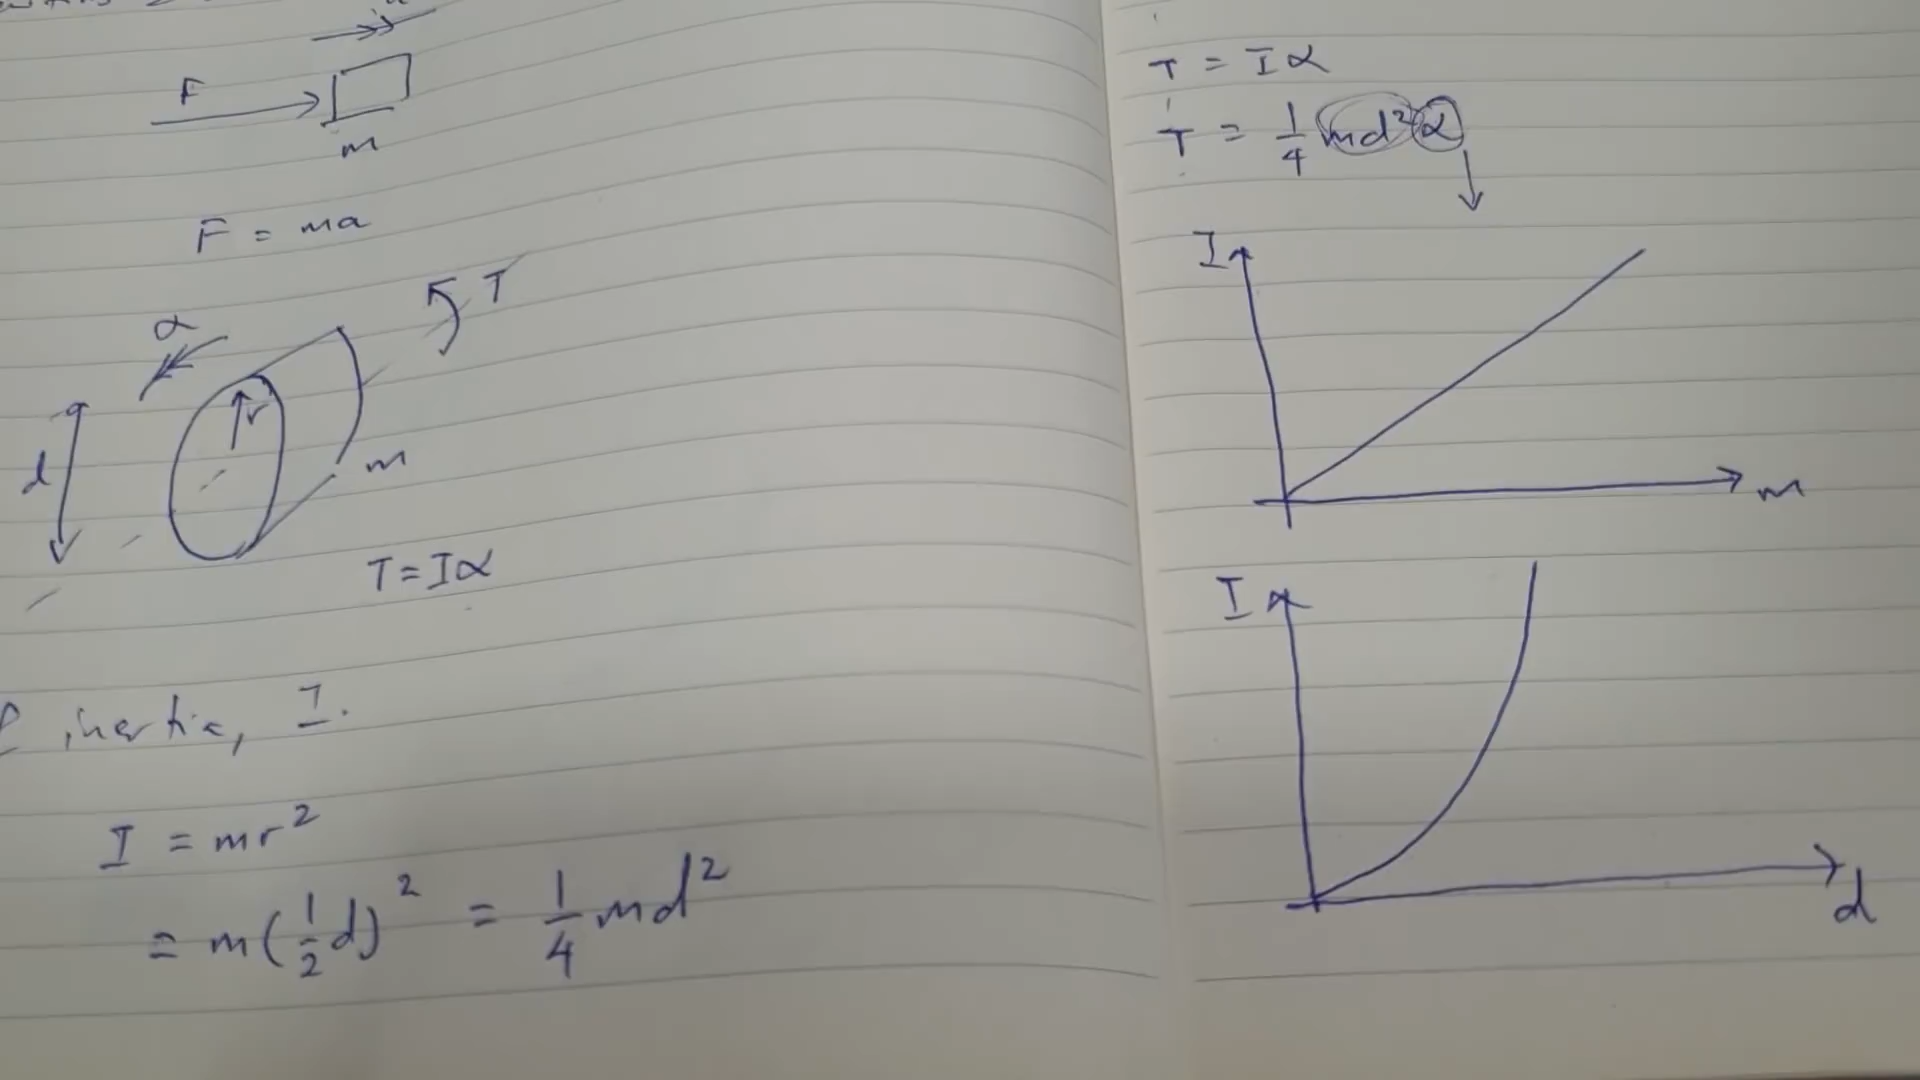 F
m
F = ma
α
T
r
d
m
T = Iα
inertia, I.
I = mr²
= m(½d)² = ¼md²
T = Iα
T = ¼md²α
I
m
I
d